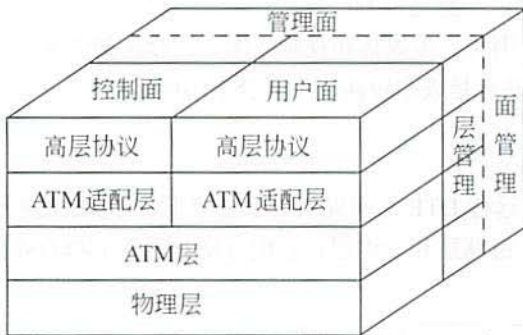 管理面
控制面 用户面
高层协议 高层协议
ATM适配层 ATM适配层
ATM层
物理层
层管理
面管理